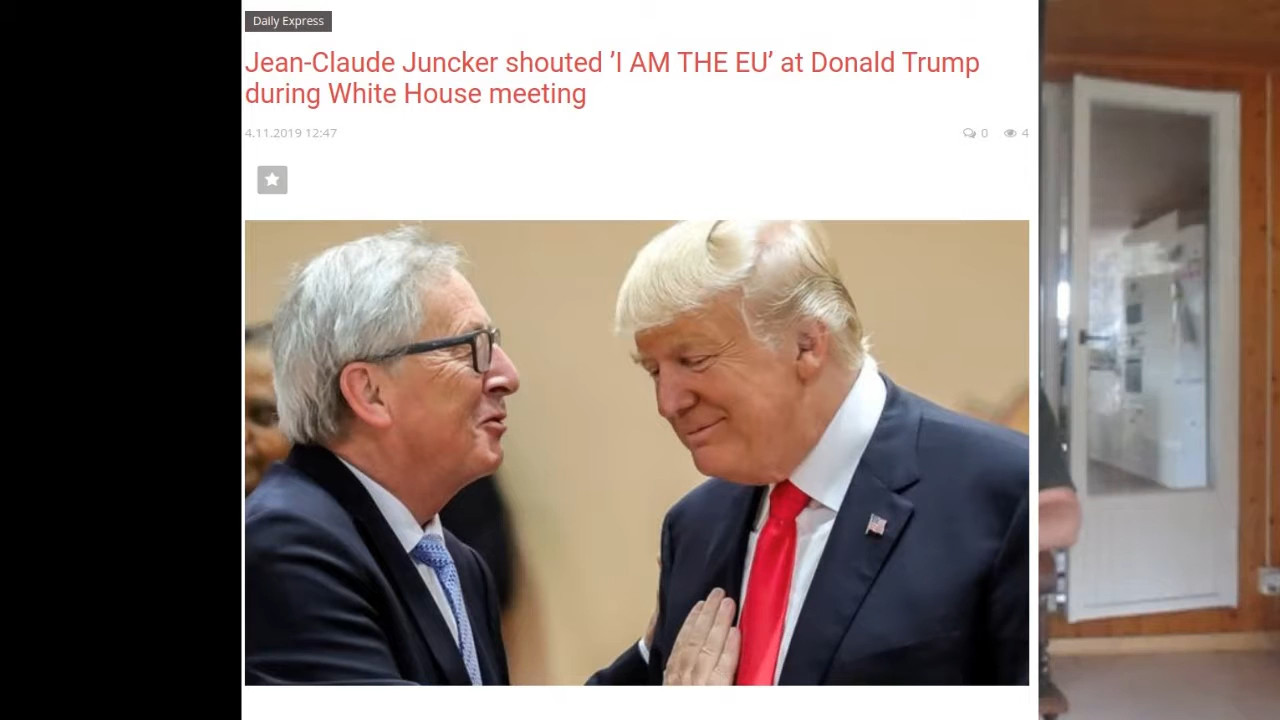 Daily Express
Jean-Claude Juncker shouted ’I AM THE EU’ at Donald Trump
during White House meeting
4.11.2019 12:47
0
4